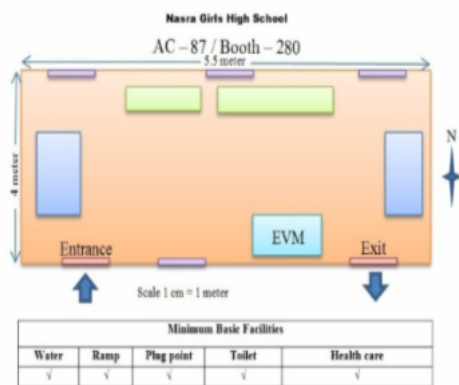 Nasra Girls High School
AC – 87 / Booth – 280
5.5 meter
4 meter
N
EVM
Entrance
Exit
Scale 1 cm = 1 meter
Minimum Basic Facilities
Water Ramp Plug point Toilet Health care
√ √ √ √ √